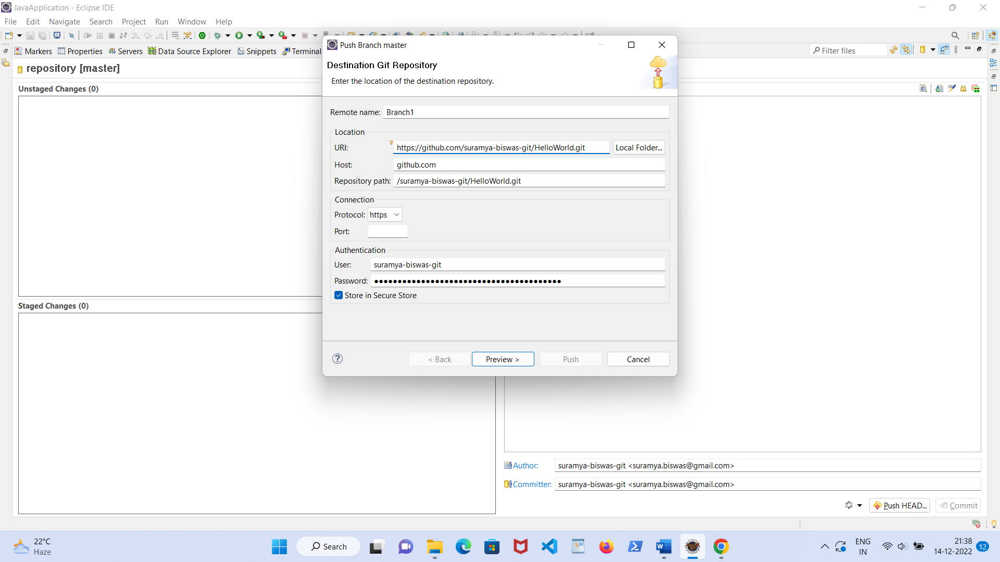 JavaApplication - Eclipse IDE
File Edit Navigate Search Project Run Window Help
Markers Properties Servers Data Source Explorer Snippets Terminal
Filter files
repository [master]
Unstaged Changes (0)
Staged Changes (0)
Push Branch master
Destination Git Repository
Enter the location of the destination repository.
Remote name: Branch1
Location
URI: https://github.com/suramya-biswas-git/HelloWorld.git Local Folder...
Host: github.com
Repository path: /suramya-biswas-git/HelloWorld.git
Connection
Protocol: https
Port:
Authentication
User: suramya-biswas-git
Password: ●●●●●●●●●●●●●●●●●●●●●●●●●●●●●●●●●●●●●●●●
Store in Secure Store
< Back Preview > Push Cancel
Author: suramya-biswas-git <suramya.biswas@gmail.com>
Committer: suramya-biswas-git <suramya.biswas@gmail.com>
Push HEAD... Commit
22°C
Haze
Search
ENG
IN
21:38
14-12-2022
12